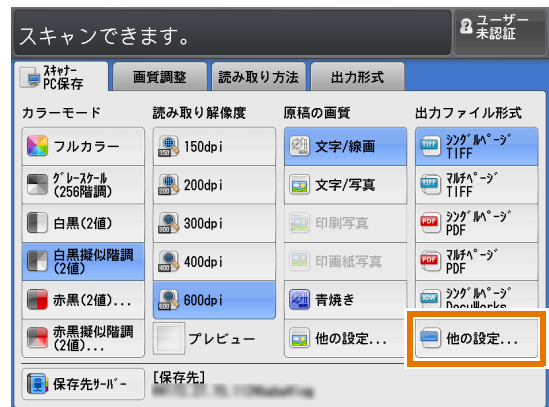 スキャンできます。
ユーザー
未認証
ｽｷｬﾅｰ
PC保存
画質調整
読み取り方法
出力形式
カラーモード
読み取り解像度
原稿の画質
出力ファイル形式
フルカラー
150dpi
文字/線画
ｼﾝｸﾞﾙﾍﾟｰｼﾞ
TIFF
ｸﾞﾚｰｽｹｰﾙ
(256階調)
200dpi
文字/写真
ﾏﾙﾁﾍﾟｰｼﾞ
TIFF
白黒(2値)
300dpi
印刷写真
ｼﾝｸﾞﾙﾍﾟｰｼﾞ
PDF
白黒擬似階調
(2値)
400dpi
印画紙写真
ﾏﾙﾁﾍﾟｰｼﾞ
PDF
赤黒(2値)...
600dpi
青焼き
ｼﾝｸﾞﾙﾍﾟｰｼﾞ
DocuWorks
赤黒擬似階調
(2値)...
プレビュー
他の設定...
他の設定...
保存先ｻｰﾊﾞｰ
[保存先]